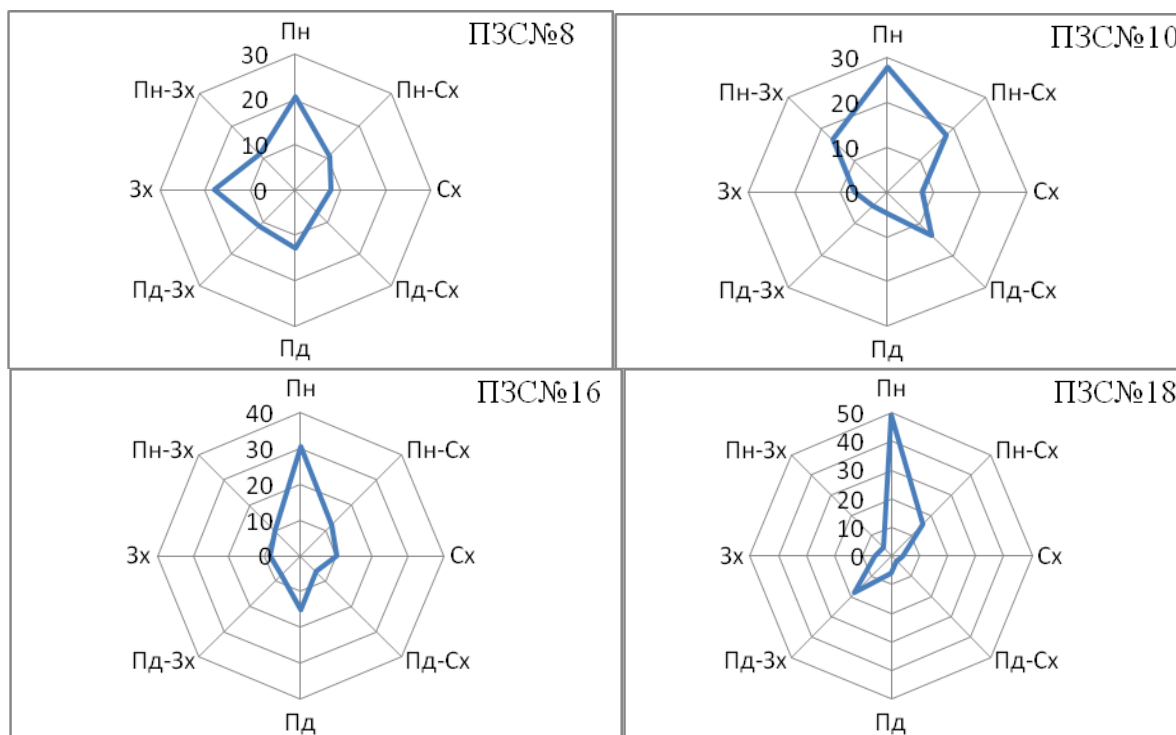 Пн
ПЗС№8
30
Пн-Зх
Пн-Сх
20
10
Зх
0
Сх
Пд-Зх
Пд-Сх
Пд
Пн
ПЗС№10
30
Пн-Зх
Пн-Сх
20
10
Зх
0
Сх
Пд-Зх
Пд-Сх
Пд
Пн
ПЗС№16
40
Пн-Зх
Пн-Сх
30
20
10
Зх
0
Сх
Пд-Зх
Пд-Сх
Пд
Пн
ПЗС№18
50
Пн-Зх
Пн-Сх
40
30
20
10
Зх
0
Сх
Пд-Зх
Пд-Сх
Пд